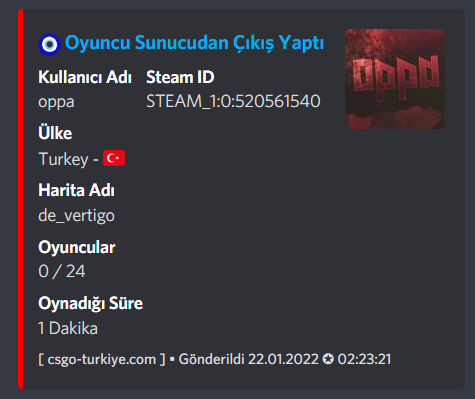 Oyuncu Sunucudan Çıkış Yaptı
oppa
Kullanıcı Adı Steam ID
oppa STEAM_1:0:520561540
Ülke
Turkey -
Harita Adı
de_vertigo
Oyuncular
0 / 24
Oynadığı Süre
1 Dakika
[ csgo-turkiye.com ] • Gönderildi 22.01.2022 ✪ 02:23:21